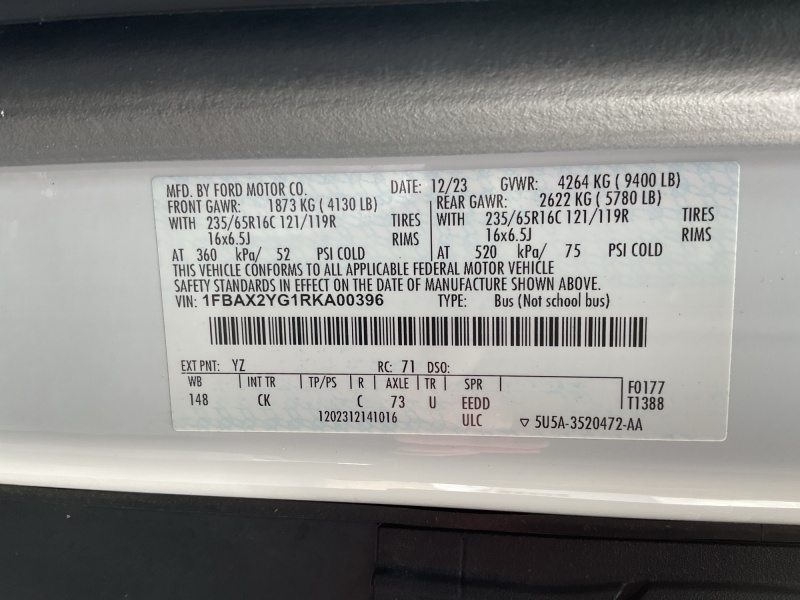 MFD. BY FORD MOTOR CO. DATE: 12/23 GVWR: 4264 KG ( 9400 LB)
FRONT GAWR: 1873 KG ( 4130 LB) REAR GAWR: 2622 KG ( 5780 LB)
WITH 235/65R16C 121/119R TIRES WITH 235/65R16C 121/119R TIRES
16x6.5J RIMS 16x6.5J RIMS
AT 360 kPa/ 52 PSI COLD AT 520 kPa/ 75 PSI COLD
THIS VEHICLE CONFORMS TO ALL APPLICABLE FEDERAL MOTOR VEHICLE
SAFETY STANDARDS IN EFFECT ON THE DATE OF MANUFACTURE SHOWN ABOVE.
VIN: 1FBAX2YG1RKA00396 TYPE: Bus (Not school bus)
EXT PNT: YZ RC: 71 DSO:
WB INT TR TP/PS R AXLE TR SPR F0177
148 CK C 73 U EEDD T1388
1202312141016 ULC ▽ 5U5A-3520472-AA